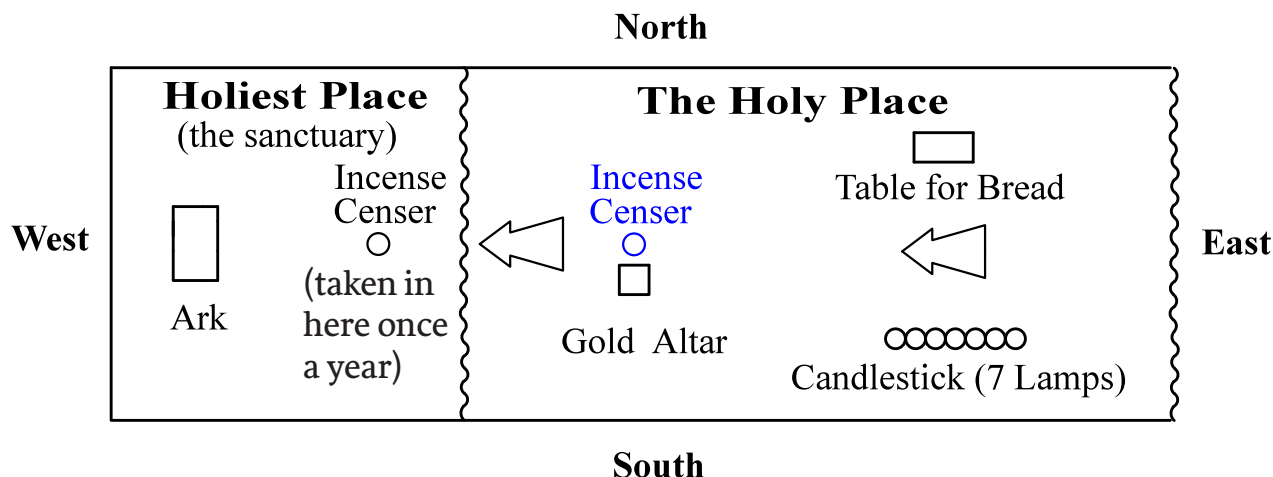 North
Holiest Place
(the sanctuary)
The Holy Place
Incense
Censer
Incense
Censer
Table for Bread
West
East
(taken in
here once
a year)
Ark
Gold Altar
Candlestick (7 Lamps)
South